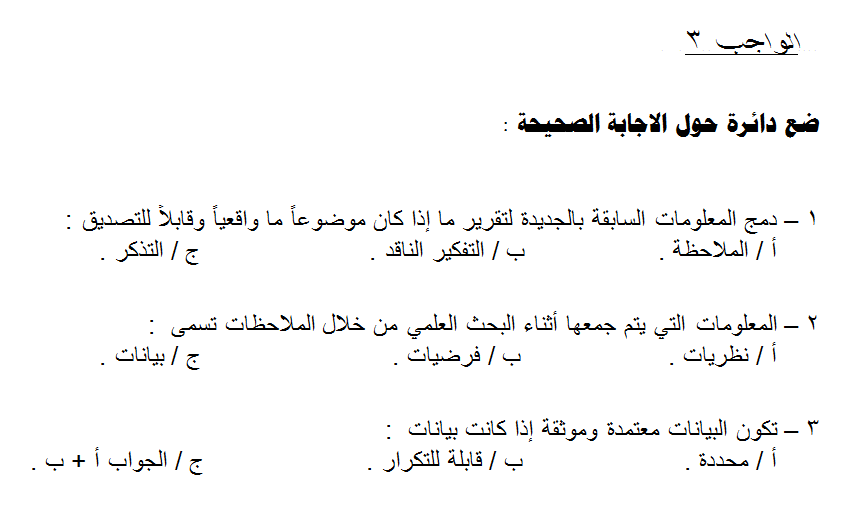 الواجب ٣
ضع دائرة حول الاجابة الصحيحة :
١ – دمج المعلومات السابقة بالجديدة لتقرير ما إذا كان موضوعاً ما واقعياً وقابلاً للتصديق :
أ / الملاحظة . ب / التفكير الناقد . ج / التذكر .
٢ – المعلومات التي يتم جمعها أثناء البحث العلمي من خلال الملاحظات تسمى :
أ / نظريات . ب / فرضيات . ج / بيانات .
٣ – تكون البيانات معتمدة وموثقة إذا كانت بيانات :
أ / محددة . ب / قابلة للتكرار . ج / الجواب أ + ب .